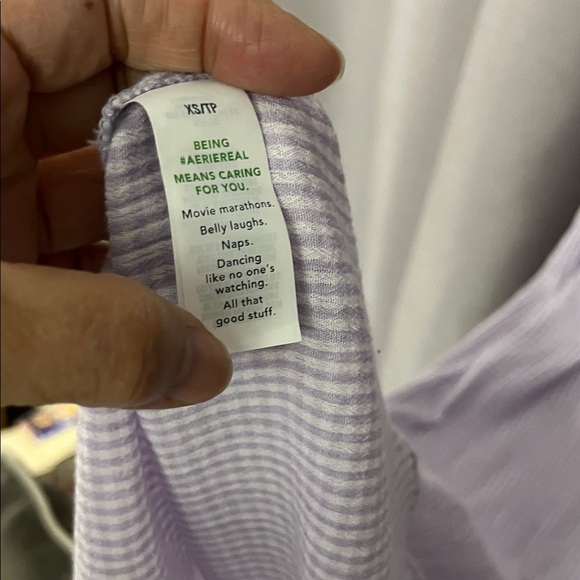 XS/TP
BEING
#AERIEREAL
MEANS CARING
FOR YOU.
Movie marathons.
Belly laughs.
Naps.
Dancing
like no one's
watching.
All that
good stuff.